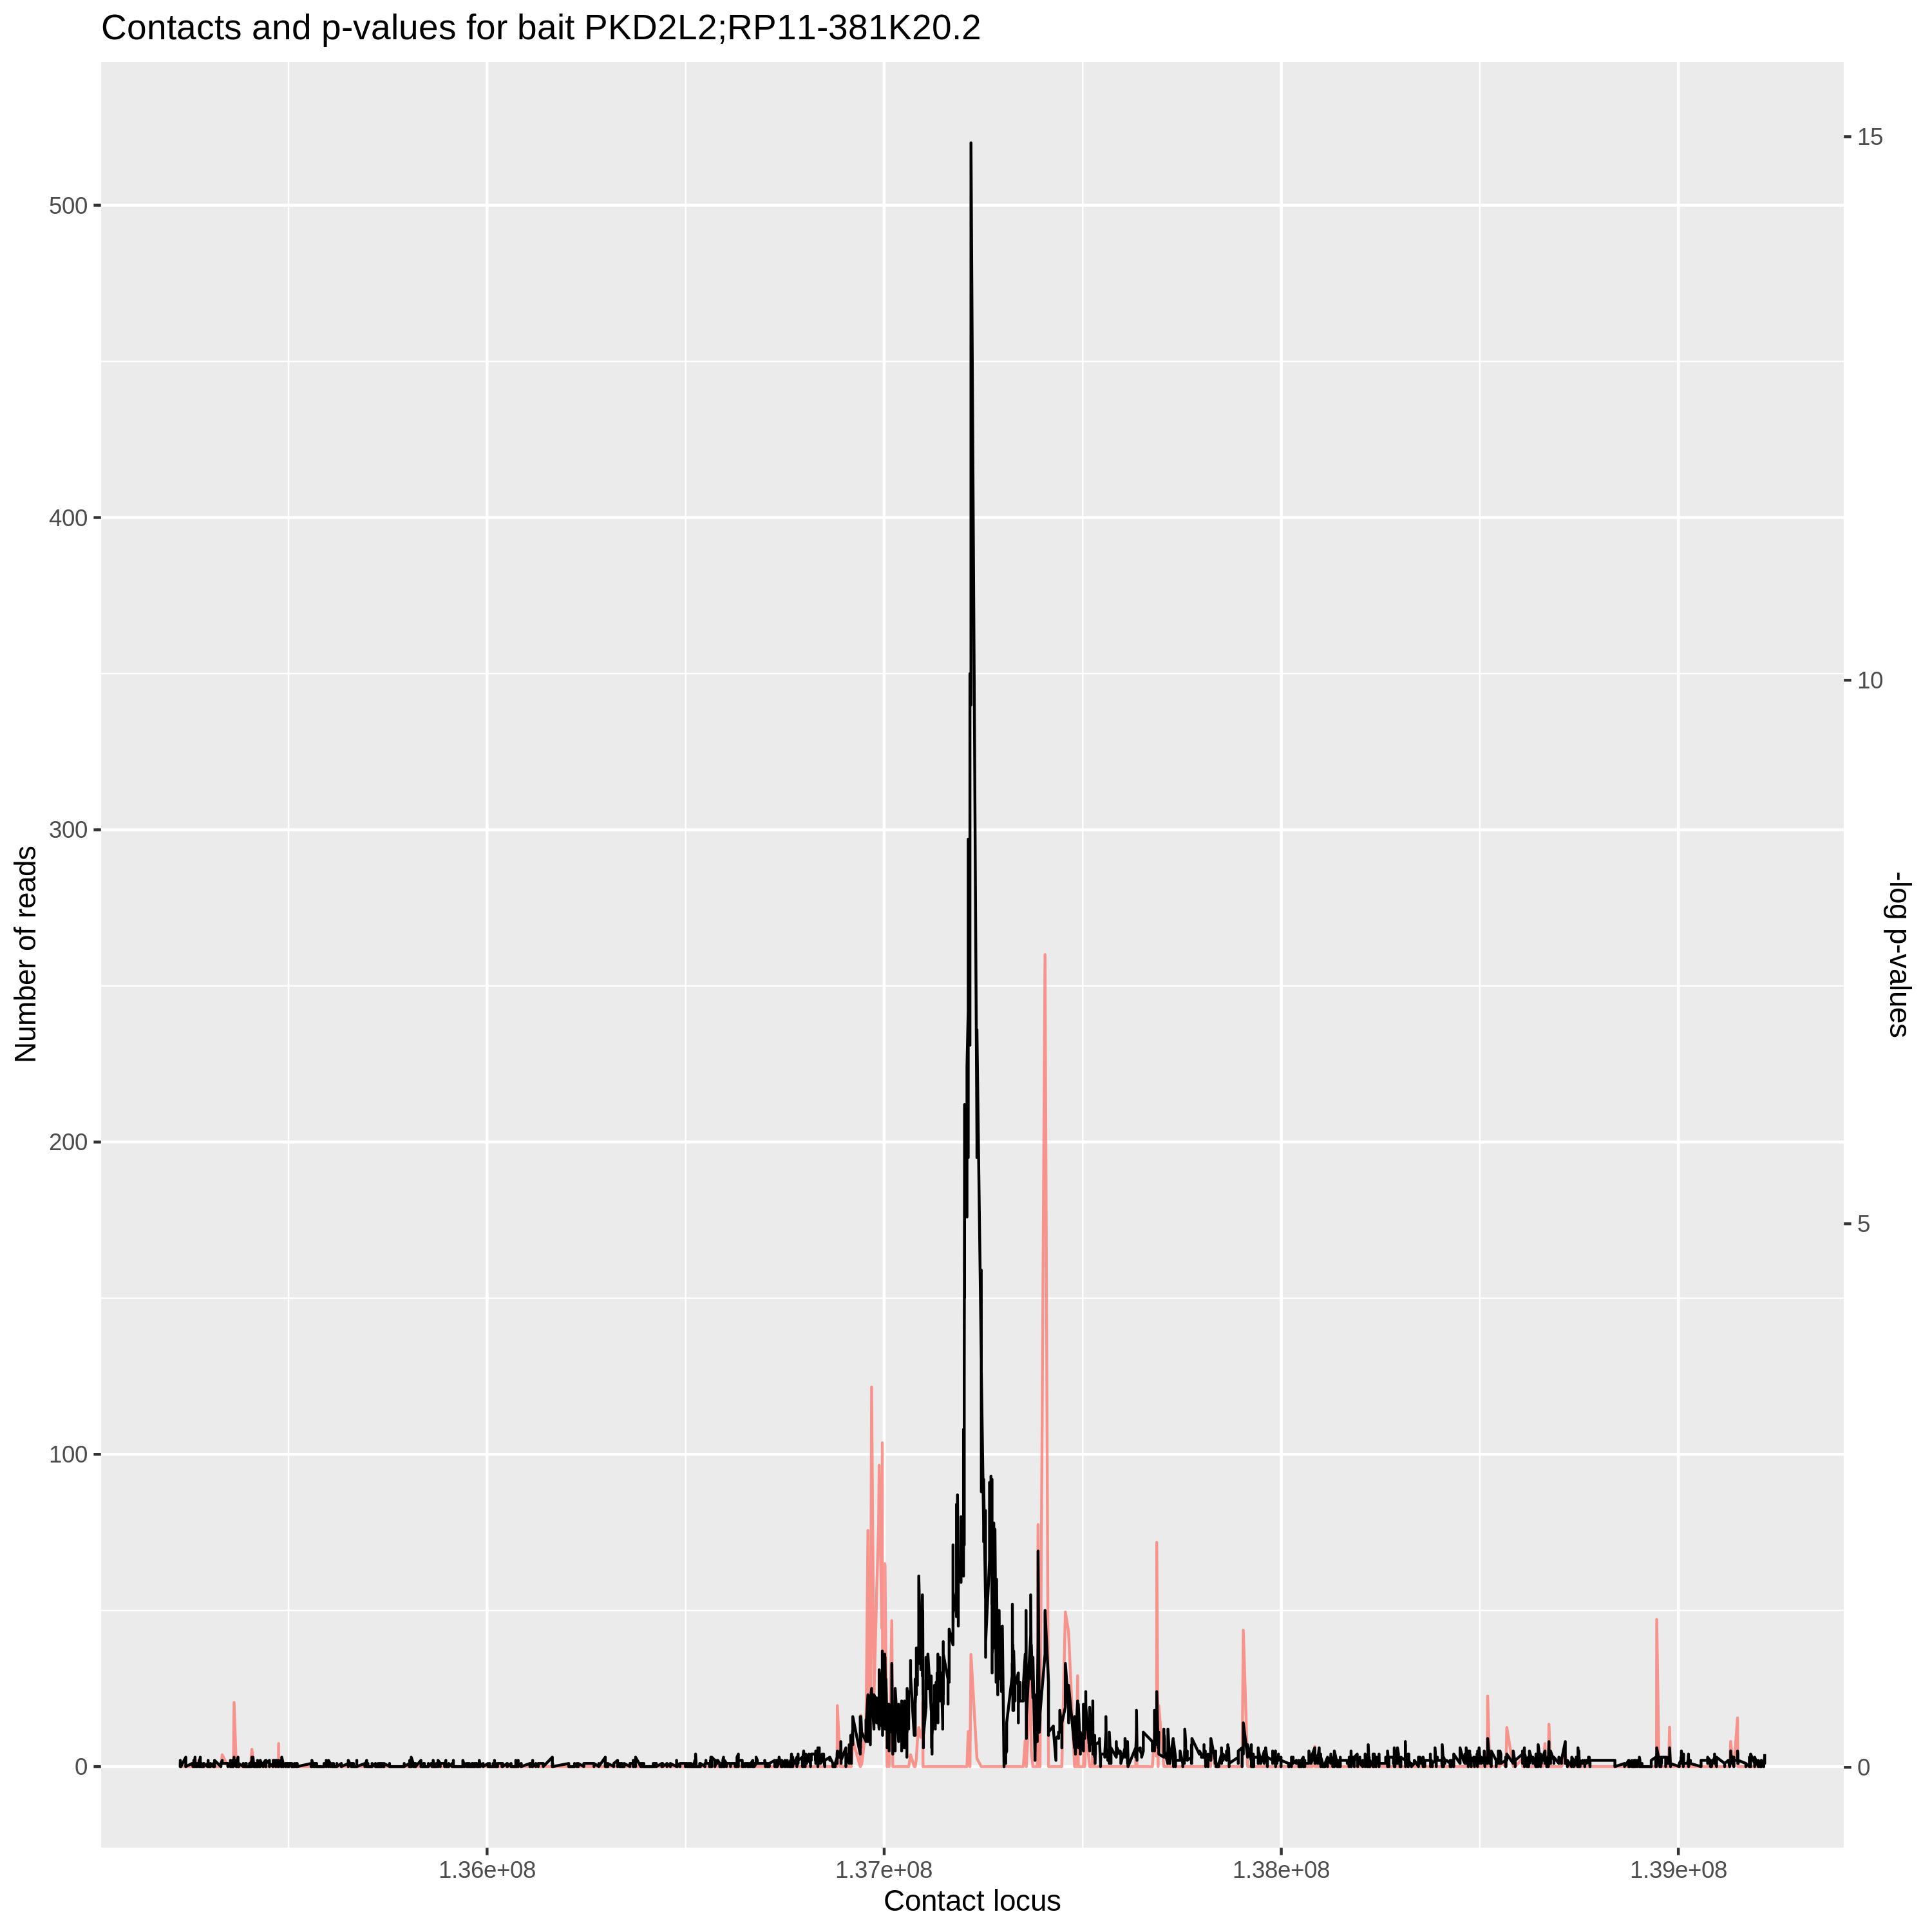 Contacts and p-values for bait PKD2L2;RP11-381K20.2
Number of reads
500
400
300
200
100
0
15
10
5
0
-log p-values
1.36e+08 1.37e+08 1.38e+08 1.39e+08
Contact locus